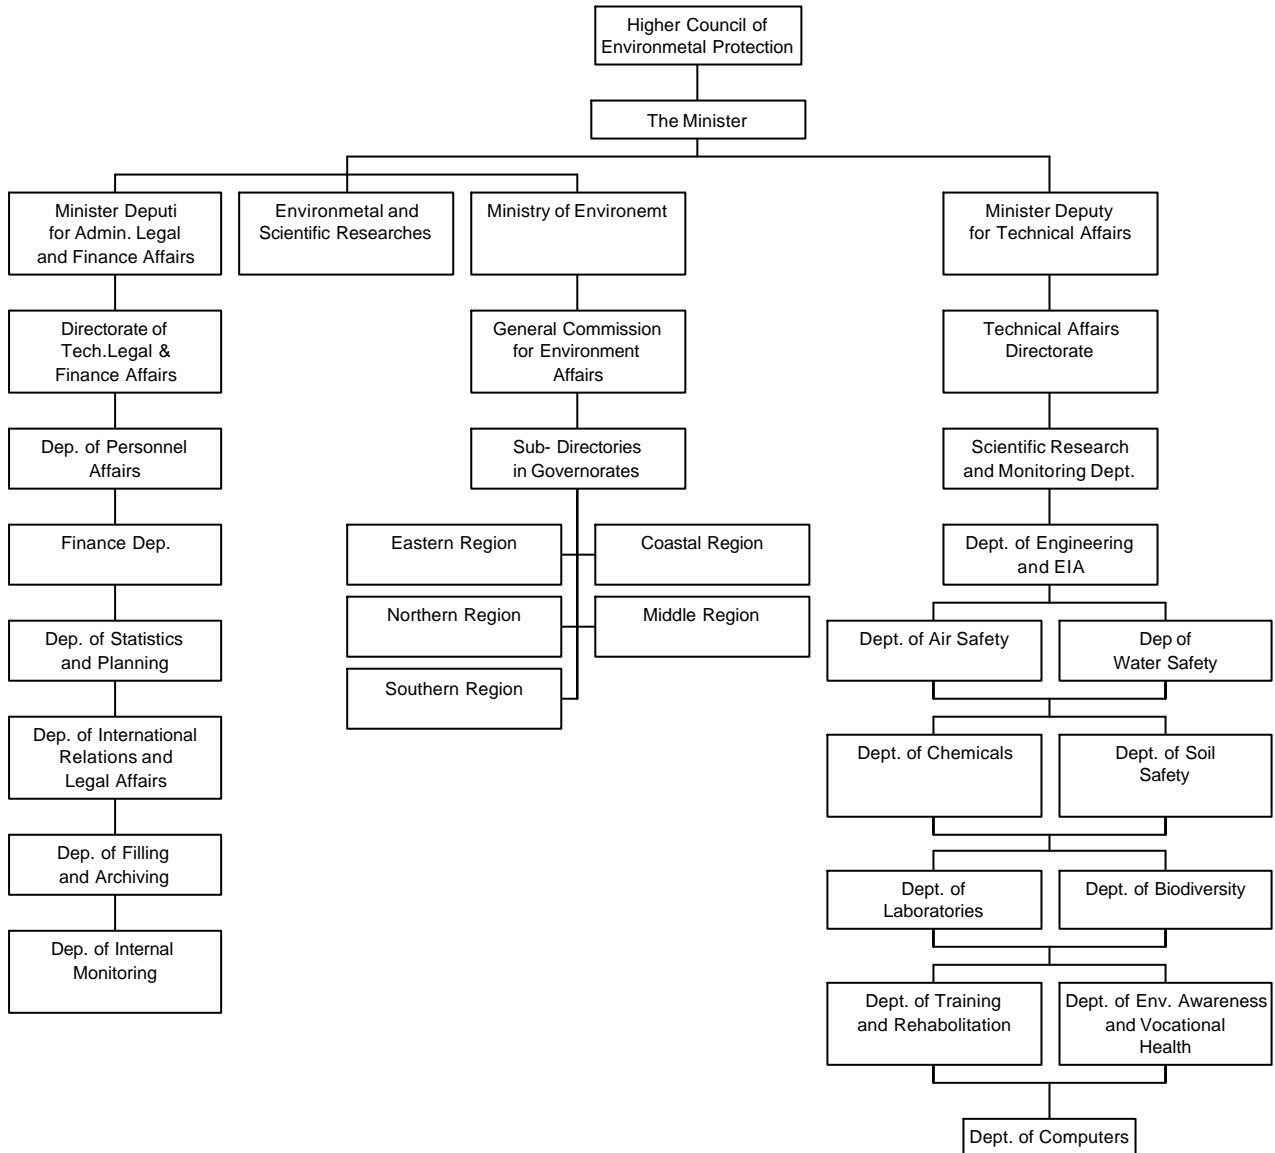 Higher Council of
Environmetal Protection
The Minister
Minister Deputi
for Admin. Legal
and Finance Affairs
Environmetal and
Scientific Researches
Ministry of Environemt
Minister Deputy
for Technical Affairs
Directorate of
Tech.Legal &
Finance Affairs
General Commission
for Environment
Affairs
Technical Affairs
Directorate
Dep. of Personnel
Affairs
Sub- Directories
in Governorates
Scientific Research
and Monitoring Dept.
Finance Dep.
Eastern Region
Coastal Region
Dept. of Engineering
and EIA
Dep. of Statistics
and Planning
Northern Region
Middle Region
Dept. of Air Safety
Dep of
Water Safety
Southern Region
Dep. of International
Relations and
Legal Affairs
Dept. of Chemicals
Dept. of Soil
Safety
Dep. of Filling
and Archiving
Dept. of
Laboratories
Dept. of Biodiversity
Dep. of Internal
Monitoring
Dept. of Training
and Rehabolitation
Dept. of Env. Awareness
and Vocational
Health
Dept. of Computers